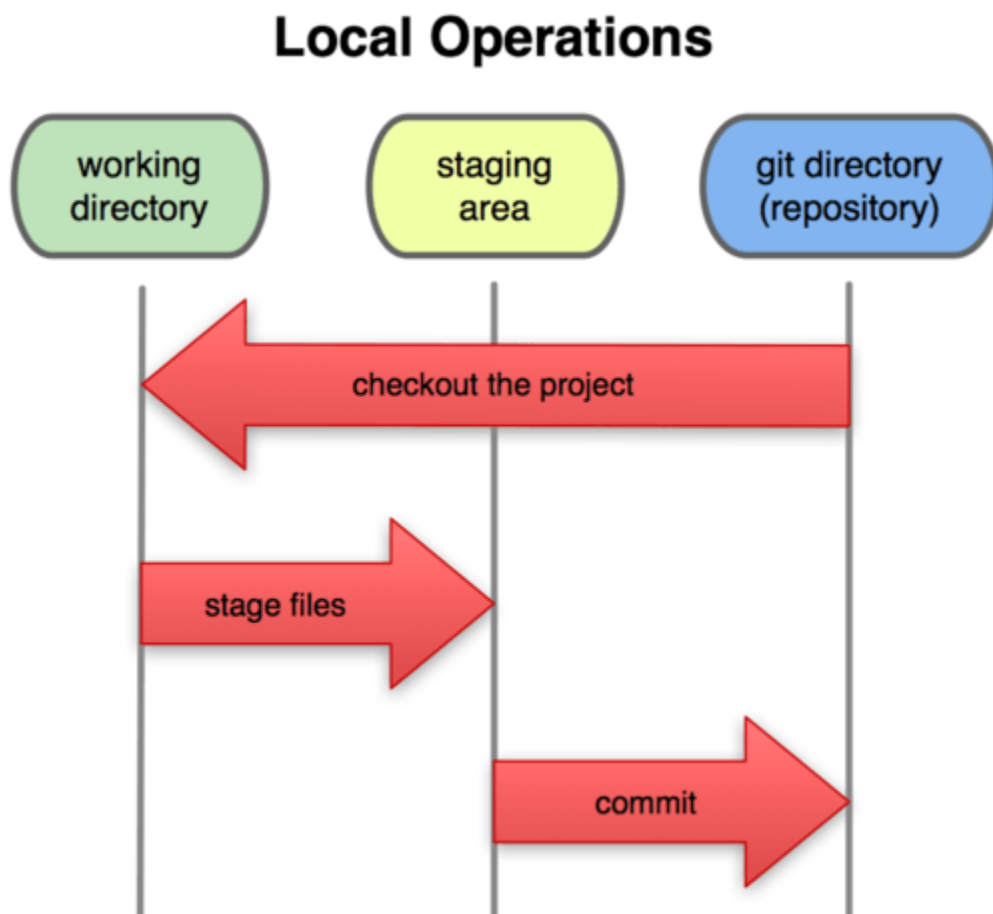 Local Operations
working
directory
staging
area
git directory
(repository)
checkout the project
stage files
commit